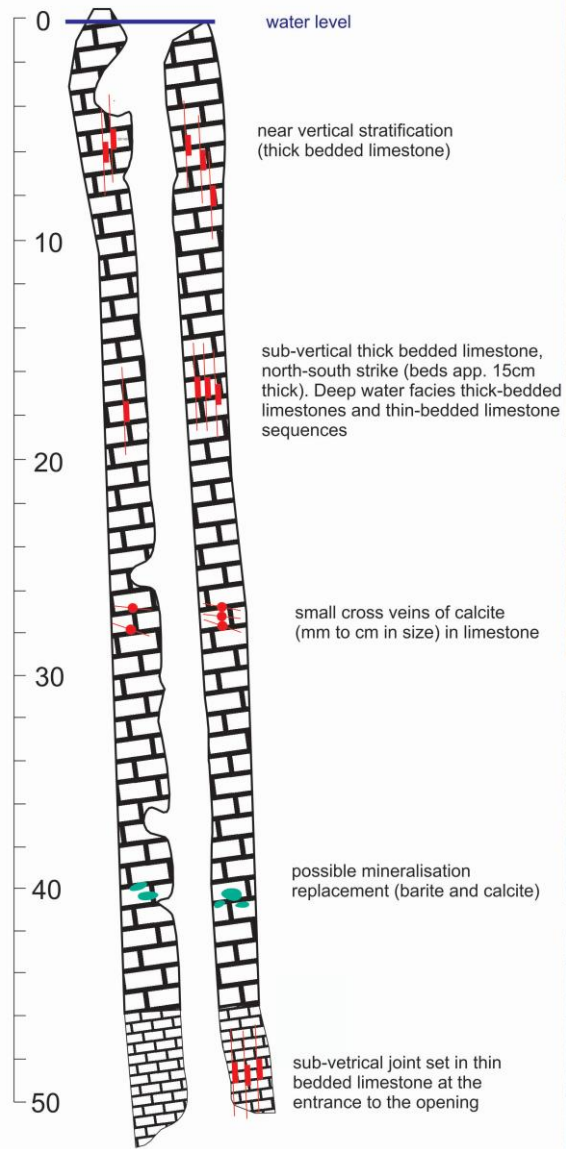 0
water level
near vertical stratification
(thick bedded limestone)
10
sub-vertical thick bedded limestone,
north-south strike (beds app. 15cm
thick). Deep water facies thick-bedded
limestones and thin-bedded limestone
sequences
20
small cross veins of calcite
(mm to cm in size) in limestone
30
possible mineralisation
replacement (barite and calcite)
40
sub-vetrical joint set in thin
bedded limestone at the
entrance to the opening
50